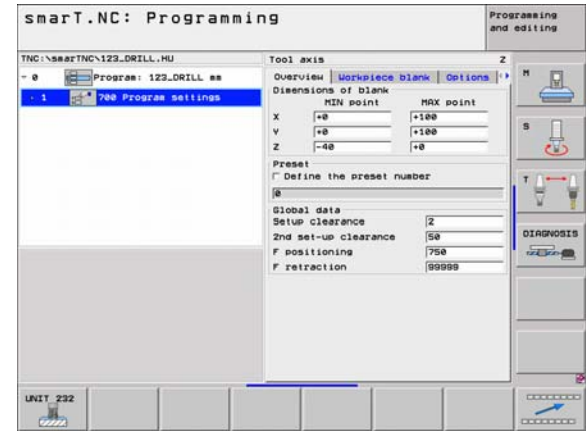 smarT.NC: Programming
Programming
and editing
TNC:\smarTNC\123_DRILL.HU
Tool axis Z
- 0 Program: 123_DRILL mm
- 1 700 Program settings
Overview Workpiece blank Options
Dimensions of blank
MIN point MAX point
X +0 +100
Y +0 +100
Z -40 +0
Preset
Define the preset number
0
Global data
Setup clearance 2
2nd set-up clearance 50
F positioning 750
F retraction 99999
M
S
T
DIAGNOSIS
UNIT 232